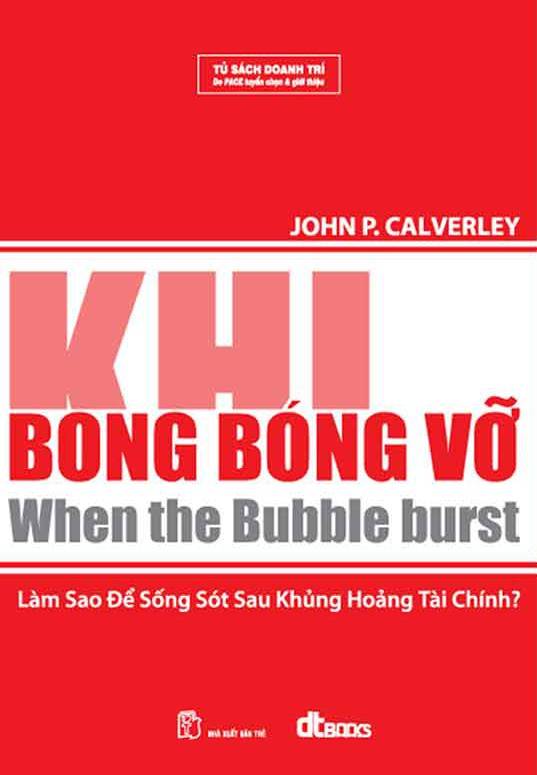 TỦ SÁCH DOANH TRÍ
Do PACE tuyển chọn & giới thiệu
JOHN P. CALVERLEY
KHI
BONG BÓNG VỠ
When the Bubble burst
Làm Sao Để Sống Sót Sau Khủng Hoảng Tài Chính?
NHÀ XUẤT BẢN TRẺ
dtBOOKS